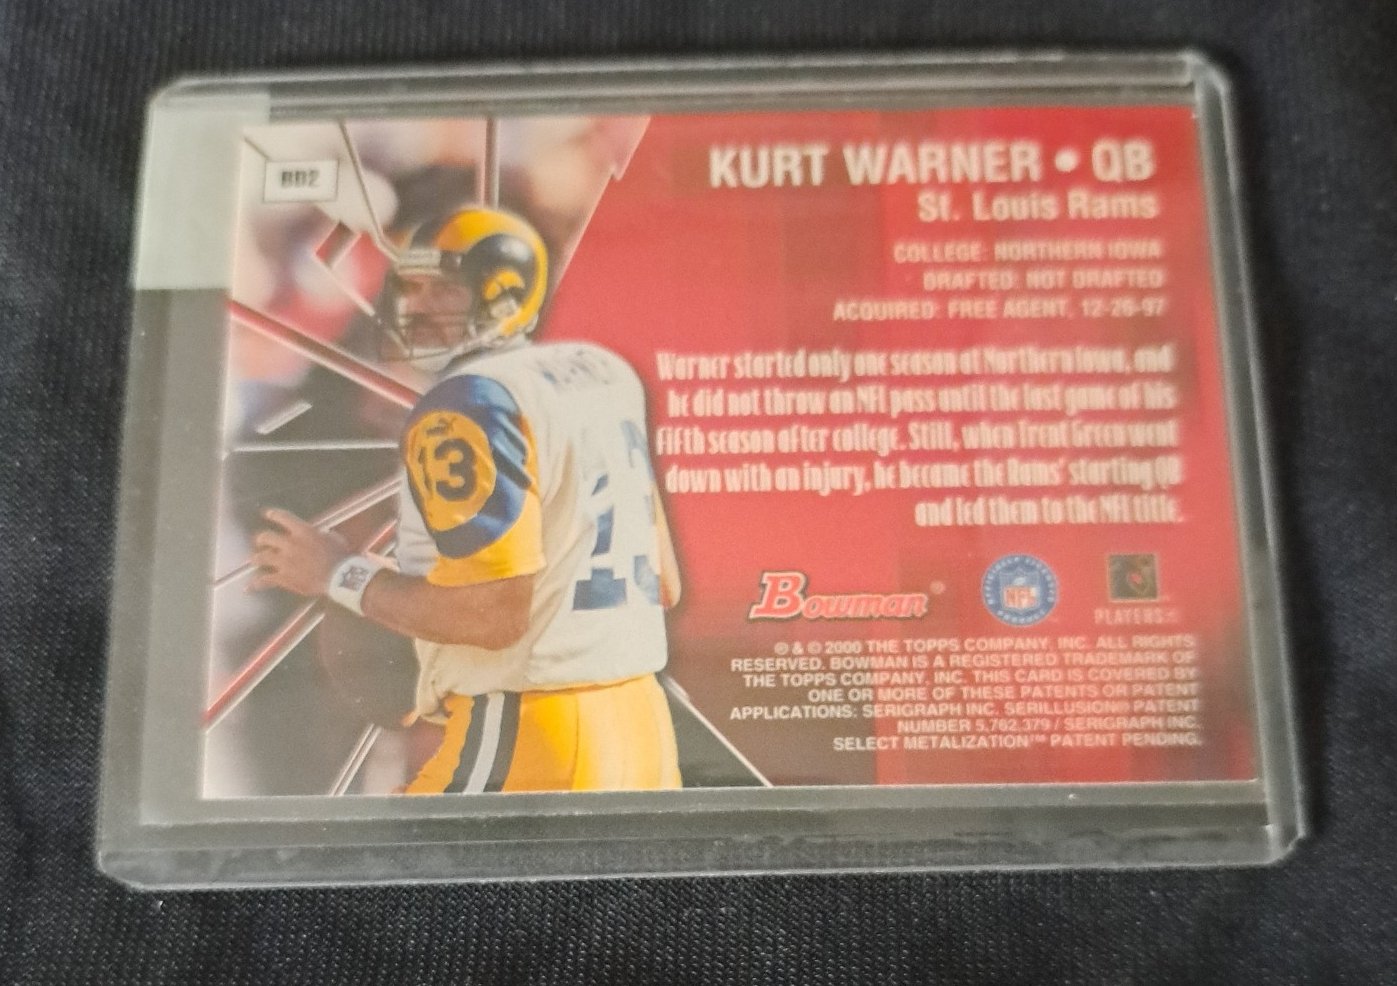 BB2
KURT WARNER • QB
St. Louis Rams
COLLEGE: NORTHERN IOWA
DRAFTED: NOT DRAFTED
ACQUIRED: FREE AGENT, 12-26-97
Warner started only one season at Northern Iowa, and
he did not throw an NFL pass until the last game of his
fifth season after college. Still, when Trent Green went
down with an injury, he became the Rams' starting QB
and led them to the NFL title.
13
WARNER
13
Bowman®
NFL
PLAYERS
® & © 2000 THE TOPPS COMPANY, INC. ALL RIGHTS
RESERVED. BOWMAN IS A REGISTERED TRADEMARK OF
THE TOPPS COMPANY, INC. THIS CARD IS COVERED BY
ONE OR MORE OF THESE PATENTS OR PATENT
APPLICATIONS: SERIGRAPH INC. SERILLUSION® PATENT
NUMBER 5,762,379 / SERIGRAPH INC.
SELECT METALIZATION™ PATENT PENDING.